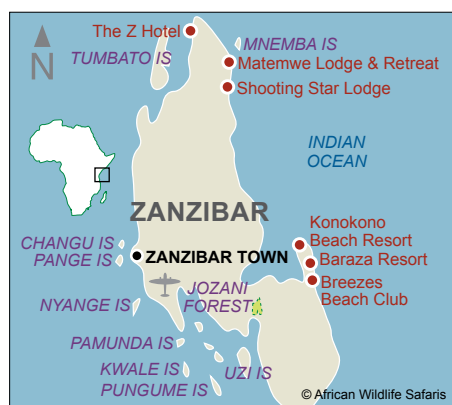 The Z Hotel
N
TUMBATO IS
MNEMBA IS
Matemwe Lodge & Retreat
Shooting Star Lodge
INDIAN
OCEAN
ZANZIBAR
Konokono
Beach Resort
CHANGU IS
PANGE IS
ZANZIBAR TOWN
Baraza Resort
Breezes
Beach Club
JOZANI
FOREST
NYANGE IS
PAMUNDA IS
KWALE IS
UZI IS
PUNGUME IS
© African Wildlife Safaris